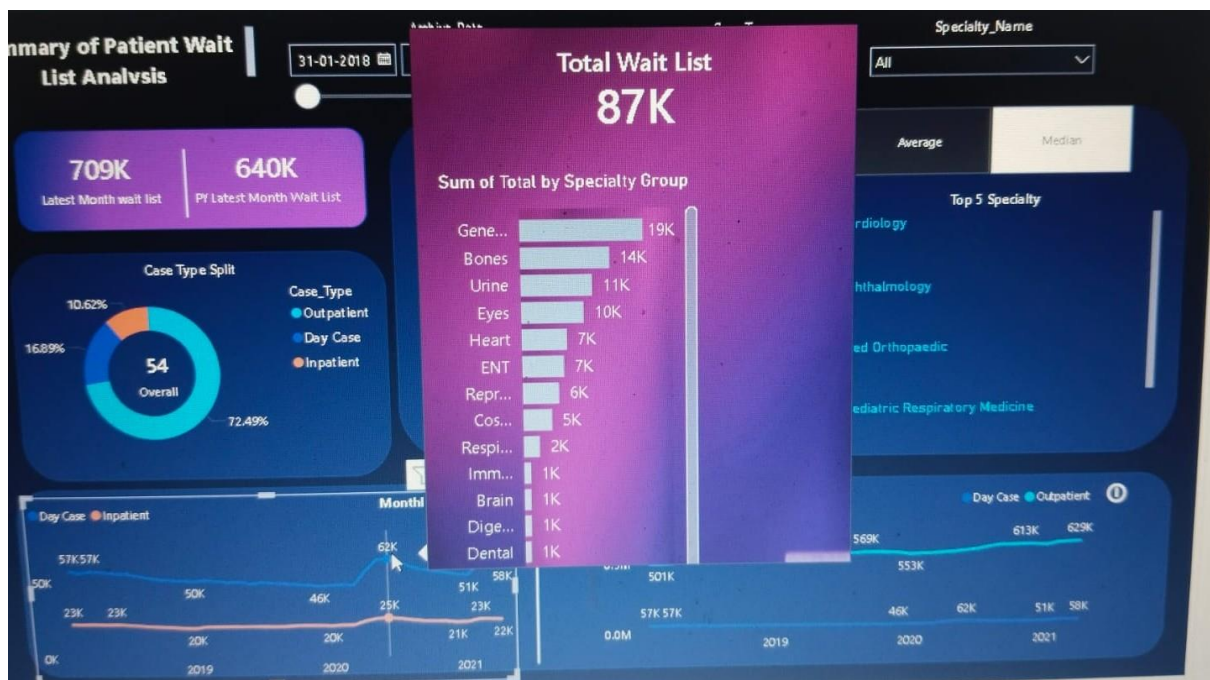 mmary of Patient Wait
List Analysis
31-01-2018
Specialty_Name
All
709K
Latest Month wait list
640K
PY Latest Month Wait List
Average
Median
Total Wait List
87K
Sum of Total by Specialty Group
Gene... 19K
Bones 14K
Urine 11K
Eyes 10K
Heart 7K
ENT 7K
Repr... 6K
Cos... 5K
Respi... 2K
Imm... 1K
Brain 1K
Dige... 1K
Dental 1K
Top 5 Specialty
rdiology
hthalmology
ed Orthopaedic
ediatric Respiratory Medicine
Case Type Split
10.62%
16.89%
72.49%
54
Overall
Case_Type
Outpatient
Day Case
Inpatient
Monthl
Day Case Inpatient
57K 57K
50K
50K
46K
62K
51K
58K
23K 23K
20K
20K
25K
21K
23K
22K
0K
2019 2020 2021
Day Case Outpatient
501K
569K
553K
613K
629K
57K 57K
46K
62K
51K
58K
0.0M
2019 2020 2021